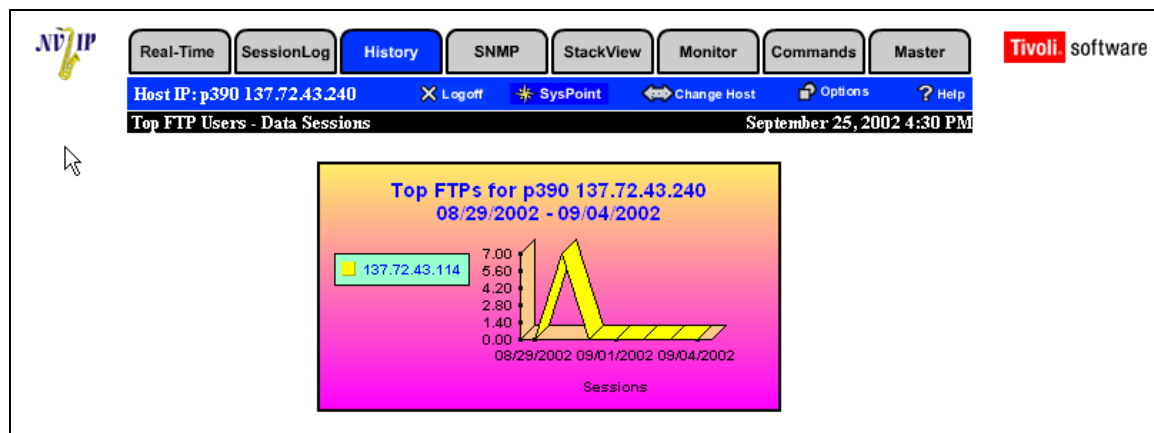 NV IP
Real-Time SessionLog History SNMP StackView Monitor Commands Master
Tivoli. software
Host IP: p390 137.72.43.240 Logoff SysPoint Change Host Options ? Help
Top FTP Users - Data Sessions September 25, 2002 4:30 PM
Top FTPs for p390 137.72.43.240
08/29/2002 - 09/04/2002
137.72.43.114
7.00
5.60
4.20
2.80
1.40
0.00
08/29/2002 09/01/2002 09/04/2002
Sessions